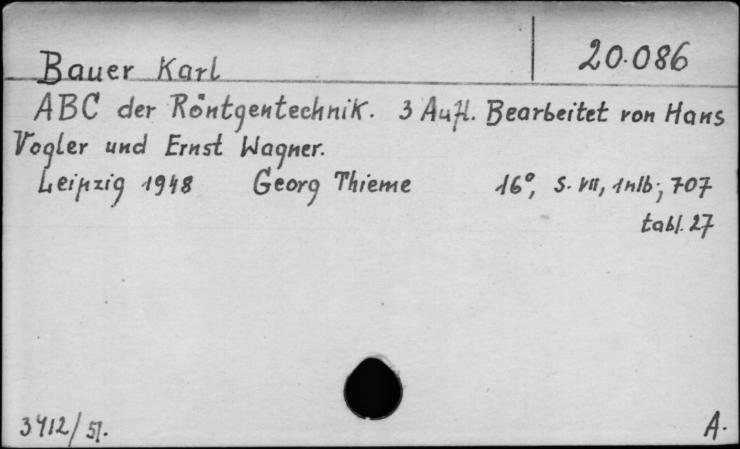 20.086
Bauer Karl
ABC der Röntgentechnik. 3 Aufl. Bearbeitet von Hans
Vogler und Ernst Wagner.
Leipzig 1948 Georg Thieme 16°, S. VII, 1nlb; 707
tabl. 27
3412/51. A.